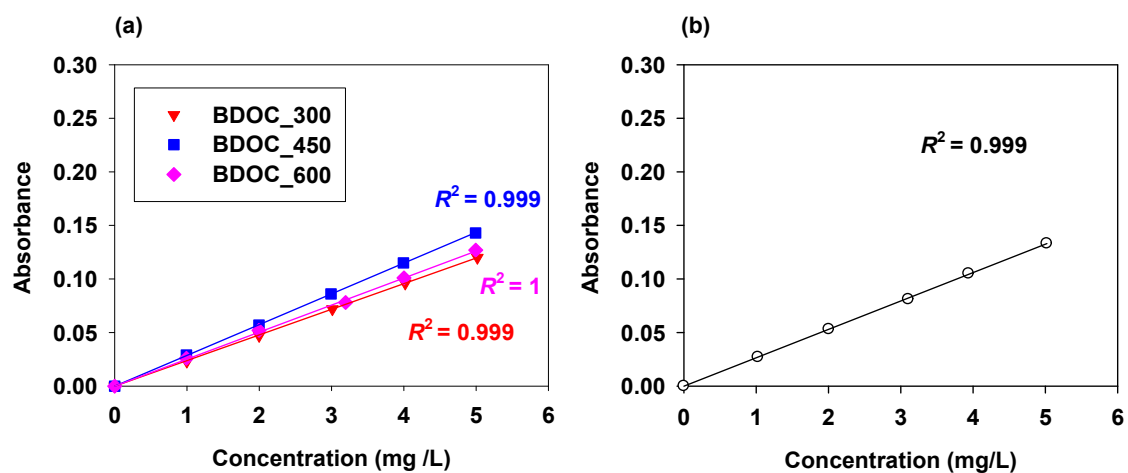 (a)
0.30
0.25
0.20
0.15
0.10
0.05
0.00
Absorbance
BDOC_300
BDOC_450
BDOC_600
R² = 0.999
R² = 1
R² = 0.999
0 1 2 3 4 5 6
Concentration (mg /L)
(b)
0.30
0.25
0.20
0.15
0.10
0.05
0.00
Absorbance
R² = 0.999
0 1 2 3 4 5 6
Concentration (mg/L)